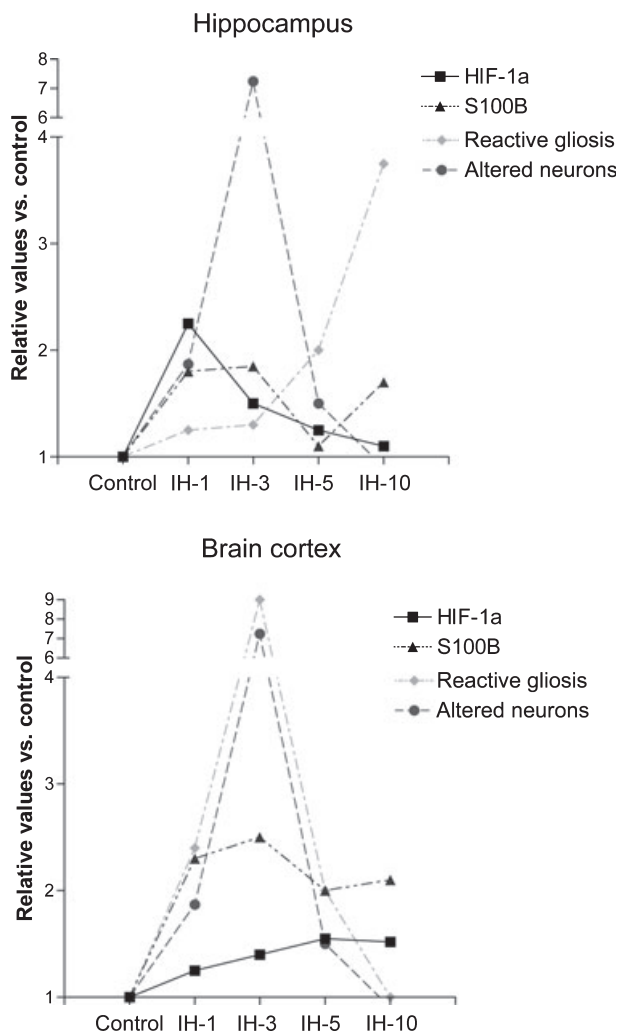 Hippocampus
Relative values vs. control
8
7
6
4
3
2
1
Control IH-1 IH-3 IH-5 IH-10
HIF-1a
S100B
Reactive gliosis
Altered neurons
Brain cortex
Relative values vs. control
9
8
7
6
4
3
2
1
Control IH-1 IH-3 IH-5 IH-10
HIF-1a
S100B
Reactive gliosis
Altered neurons